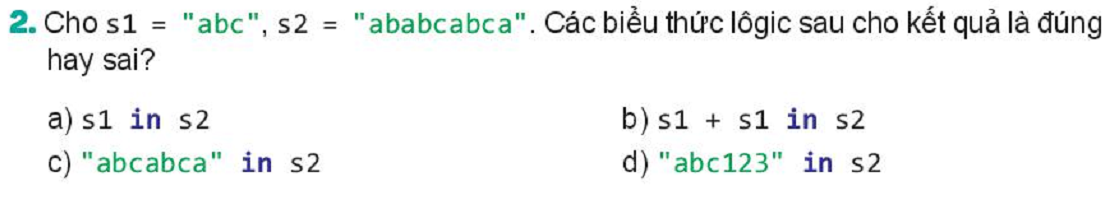 2. Cho s1 = "abc", s2 = "ababcabca". Các biểu thức lôgic sau cho kết quả là đúng
hay sai?
a) s1 in s2
b) s1 + s1 in s2
c) "abcabca" in s2
d) "abc123" in s2